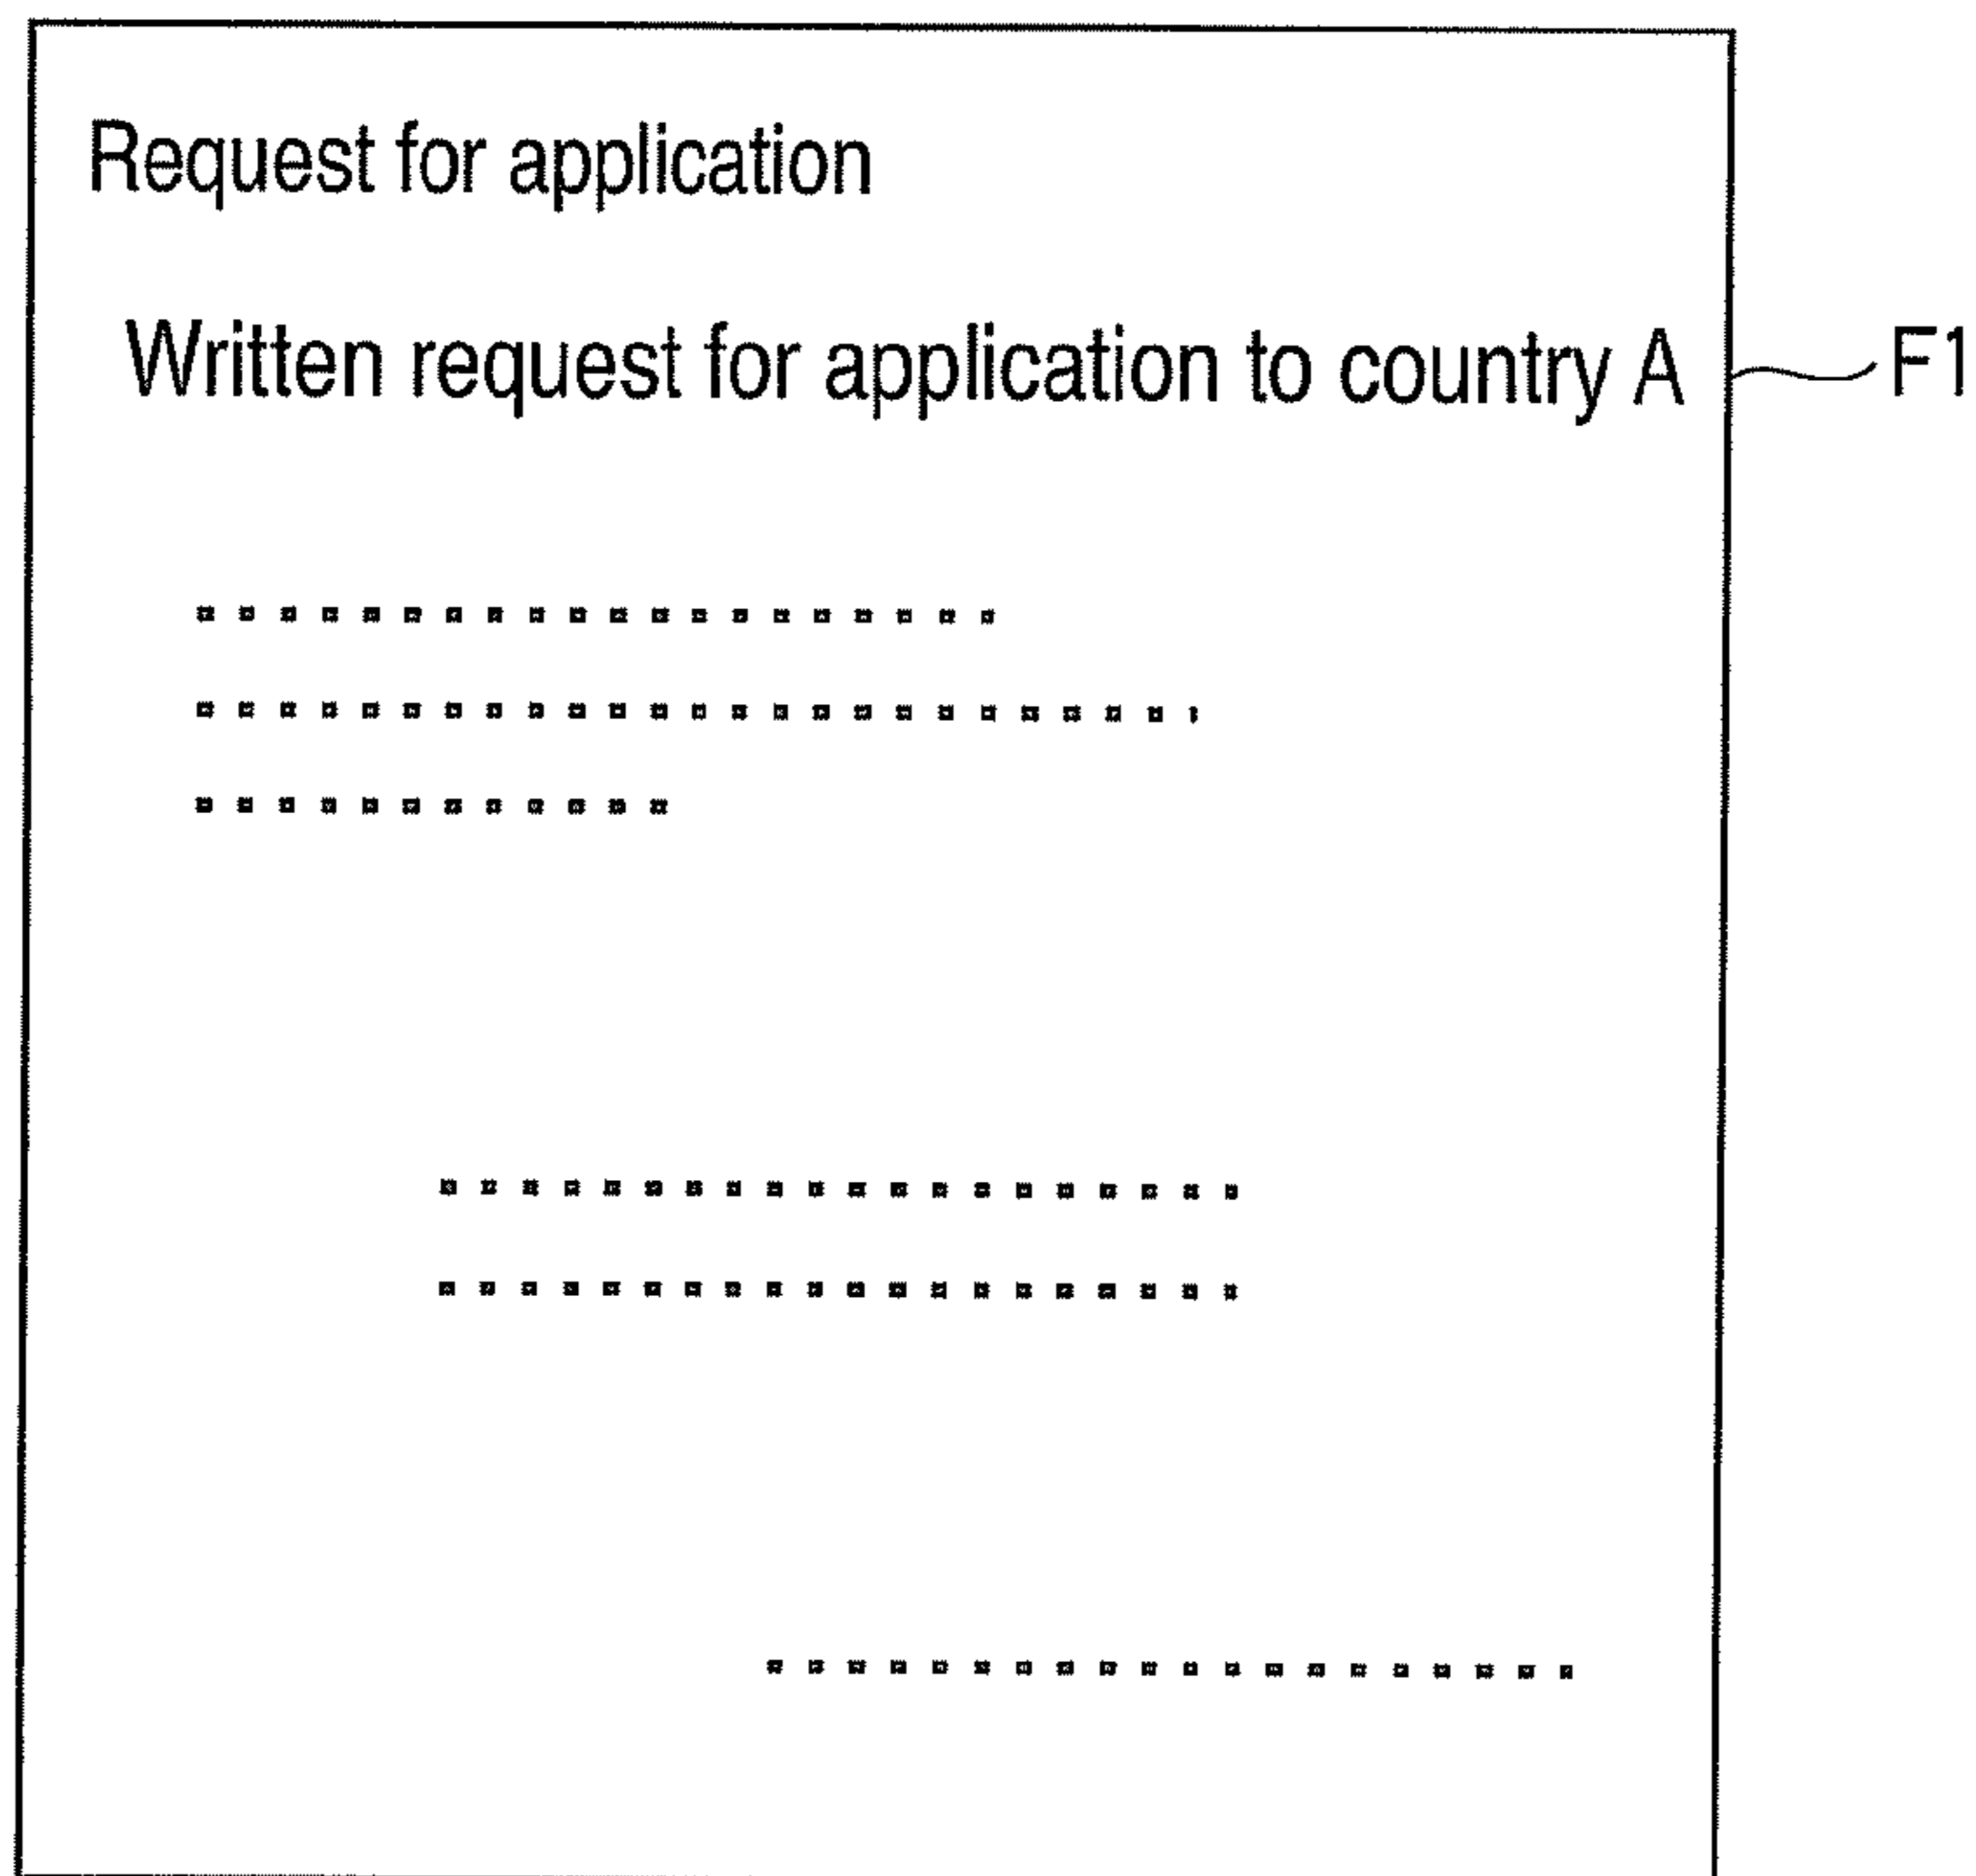 Request for application
Written request for application to country A
F1